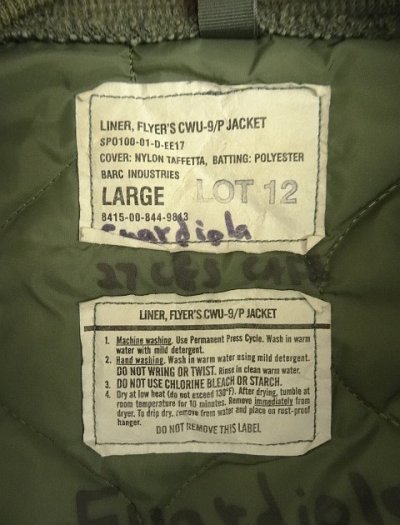 LINER, FLYER'S CWU-9/P JACKET
SPO100-01-D-EE17
COVER: NYLON TAFFETTA, BATTING: POLYESTER
BARC INDUSTRIES
LARGE LOT 12
8415-00-844-9813
Guardiola
27 CES
LINER, FLYER'S CWU-9/P JACKET
1. Machine washing. Use Permanent Press Cycle. Wash in warm
water with mild detergent.
2. Hand washing. Wash in warm water using mild detergent.
DO NOT WRING OR TWIST. Rinse in clean warm water.
3. DO NOT USE CHLORINE BLEACH OR STARCH.
4. Dry at low heat (do not exceed 130°F). After drying, tumble at
room temperature for 10 minutes. Remove immediately from
dryer. To drip dry, remove from water and place on rust-proof
hanger.
DO NOT REMOVE THIS LABEL
Guardiola